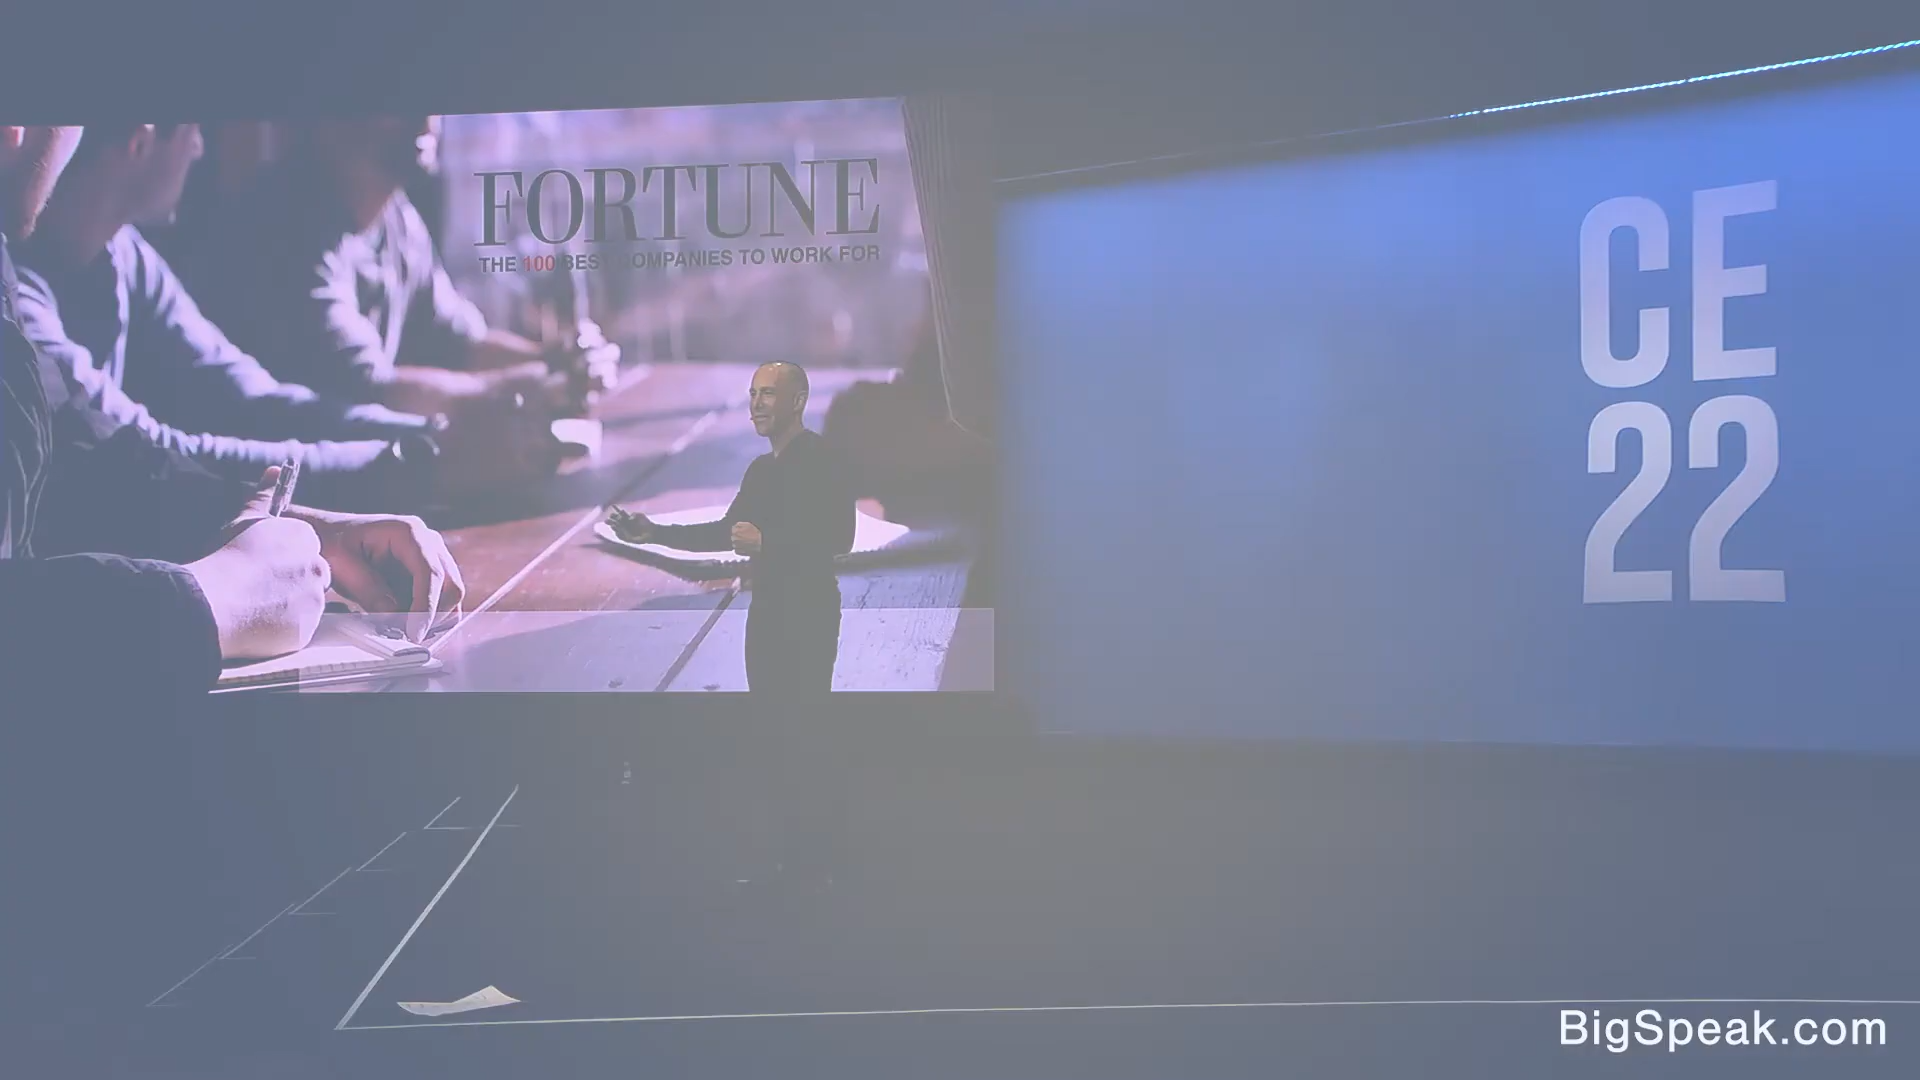 FORTUNE
THE 100 BEST COMPANIES TO WORK FOR
CE
22
BigSpeak.com